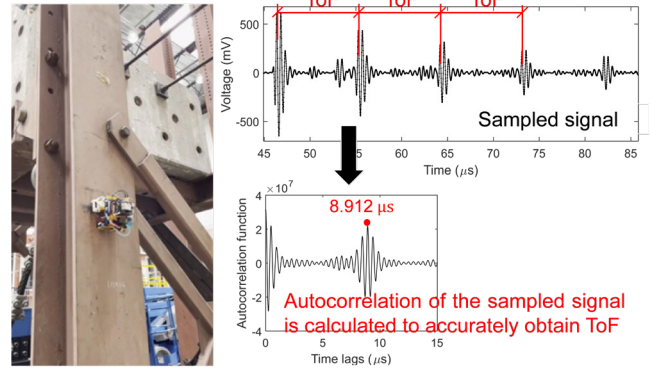 ToF
ToF
ToF
Voltage (mV)
500
0
-500
Sampled signal
45
50
55
60
65
70
75
80
85
Time (μs)
×10⁷
Autocorrelation function
4
2
0
-2
-4
8.912 μs
Autocorrelation of the sampled signal
is calculated to accurately obtain ToF
0
5
10
15
Time lags (μs)